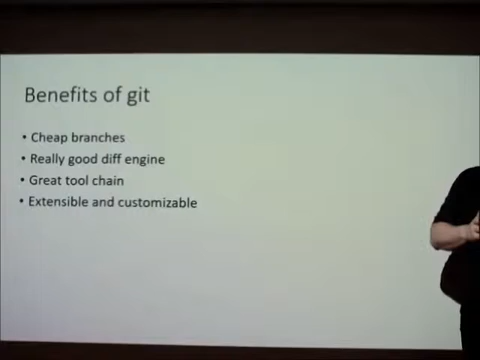 Benefits of git
• Cheap branches
• Really good diff engine
• Great tool chain
• Extensible and customizable